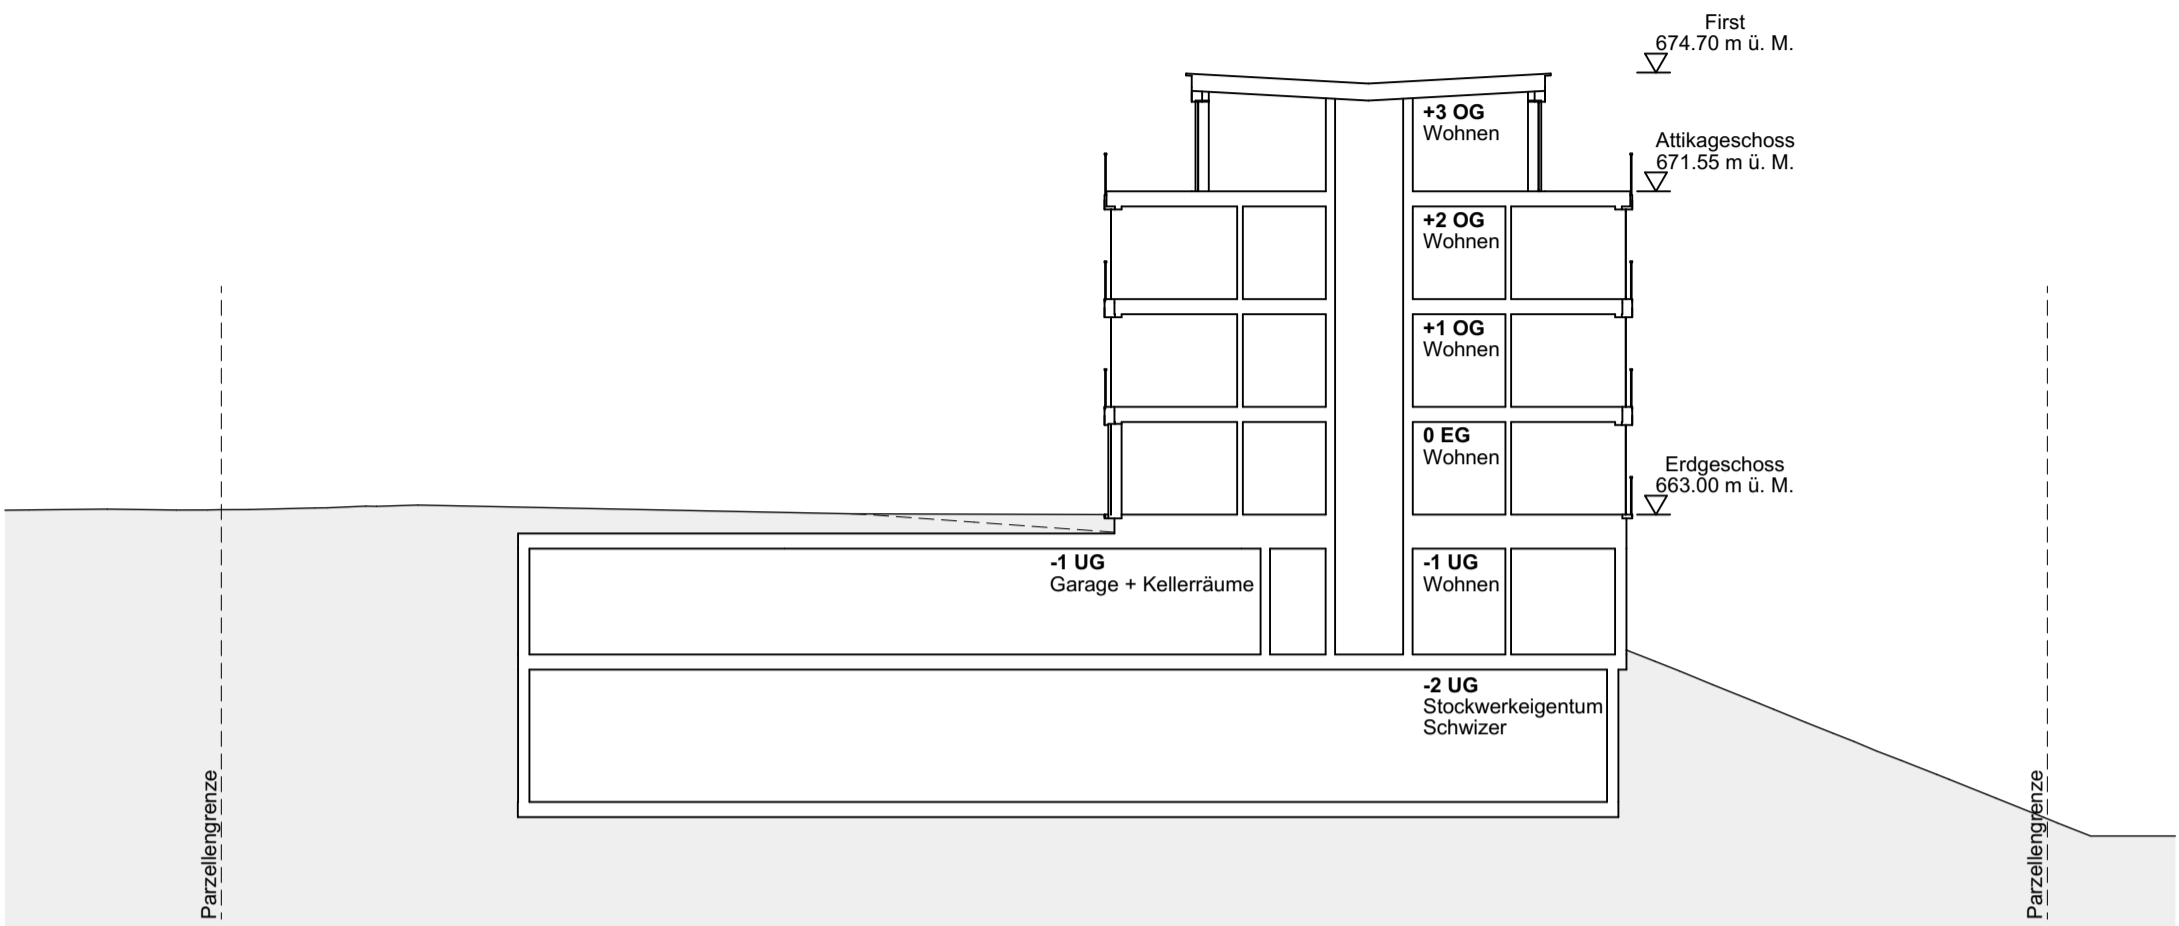 First
674.70 m ü. M.
+3 OG
Wohnen
Attikageschoss
671.55 m ü. M.
+2 OG
Wohnen
+1 OG
Wohnen
0 EG
Wohnen
Erdgeschoss
663.00 m ü. M.
-1 UG
Garage + Kellerräume
-1 UG
Wohnen
-2 UG
Stockwerkeigentum
Schwizer
Parzellengrenze
Parzellengrenze